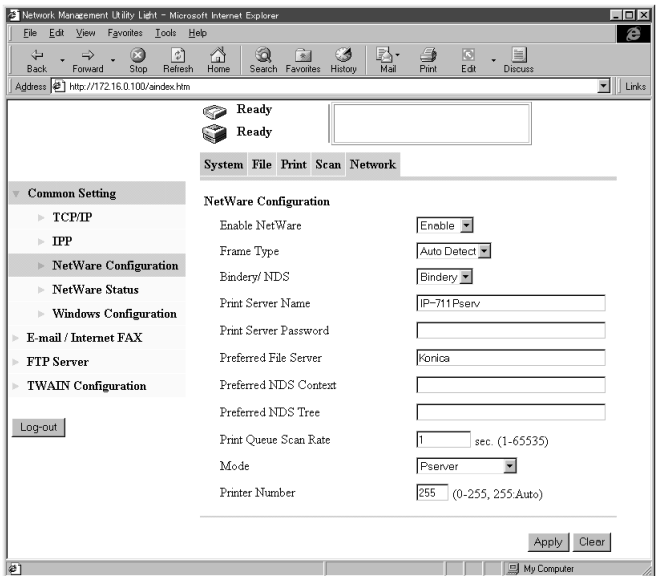 Network Management Utility Light - Microsoft Internet Explorer
File Edit View Favorites Tools Help
Back Forward Stop Refresh Home Search Favorites History Mail Print Edit Discuss
Address http://172.16.0.100/aindex.htm Links
Ready
Ready
System File Print Scan Network
Common Setting
TCP/IP
IPP
NetWare Configuration
NetWare Status
Windows Configuration
E-mail / Internet FAX
FTP Server
TWAIN Configuration
Log-out
NetWare Configuration
Enable NetWare Enable
Frame Type Auto Detect
Bindery/ NDS Bindery
Print Server Name IP-711Pserv
Print Server Password
Preferred File Server Konica
Preferred NDS Context
Preferred NDS Tree
Print Queue Scan Rate 1 sec. (1-65535)
Mode Pserver
Printer Number 255 (0-255, 255:Auto)
Apply Clear
My Computer